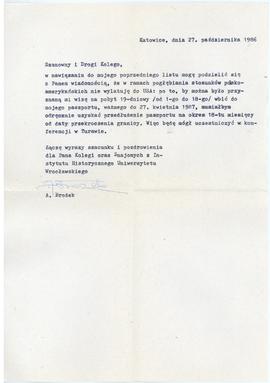 Katowice, dnia 27. października 1986
Szanowny i Drogi Kolego,
w nawiązaniu do mojego poprzedniego listu mogę podzielić się
z Panem wiadomością, że w ramach pogłębiania stosunków polsko-
amerykańskich nie wylatuję do USA: po to, by można było przyz-
naną mi wizę na pobyt 19-dniowy /od 1-go do 18-go/ wbić do
mojego paszportu, ważnego do 27. kwietnia 1987, musiałbym
odręcznie uzyskać przedłużenie paszportu na okres 18-tu miesięcy
od daty przekroczenia granicy. Więc będę mógł uczestniczyć w kon-
ferencji w Turawie.
Łączę wyrazy szacunku i pozdrowienia
dla Pana Kolegi oraz Znajomych z In-
stytutu Historycznego Uniwersytetu
Wrocławskiego
A. Brożek